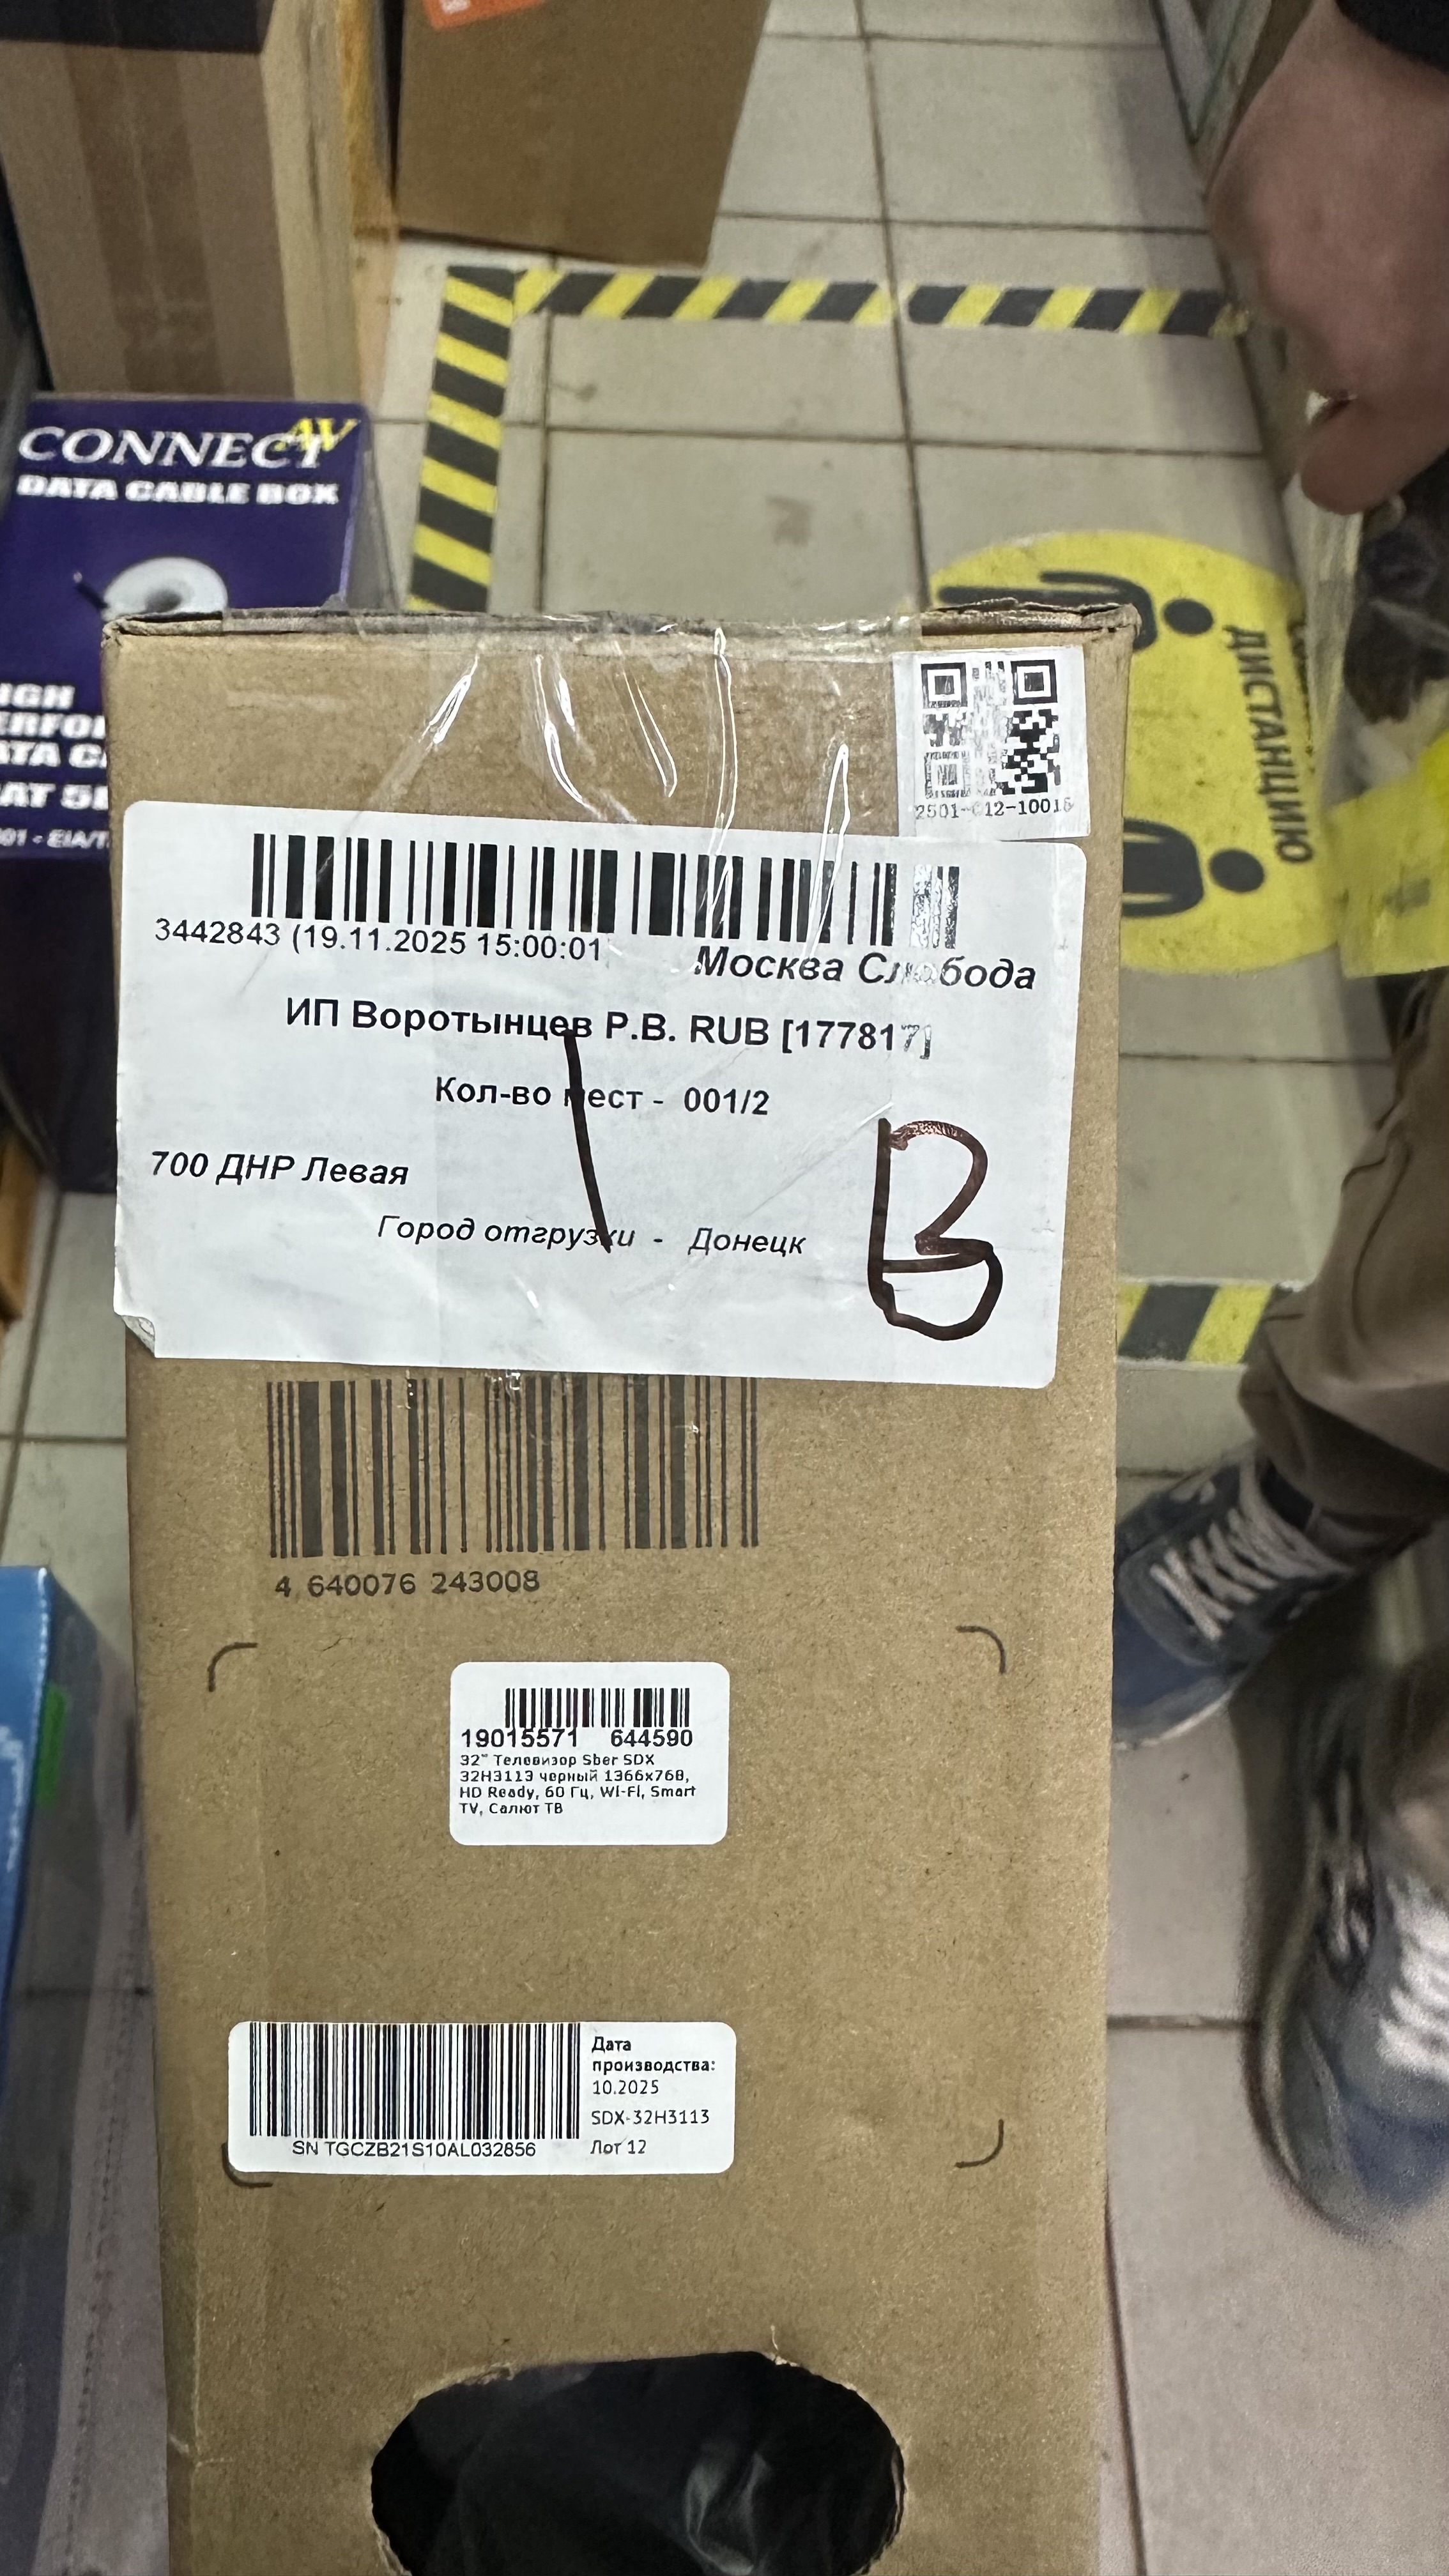 CONNECT AV
DATA CABLE BOX
ДИСТАНЦИЮ
2501-012-10016
3442843 (19.11.2025 15:00:01
Москва Слобода
ИП Воротынцев Р.В. RUB [177817]
Кол-во мест - 001/2
700 ДНР Левая
Город отгрузки - Донецк
В
4 640076 243008
19015571 644590
32" Телевизор Sber SDX
32H3113 черный 1366x768,
HD Ready, 60 Гц, Wi-Fi, Smart
TV, Салют ТВ
Дата
производства:
10.2025
SDX-32H3113
Лот 12
SN TGCZB21S10AL032856